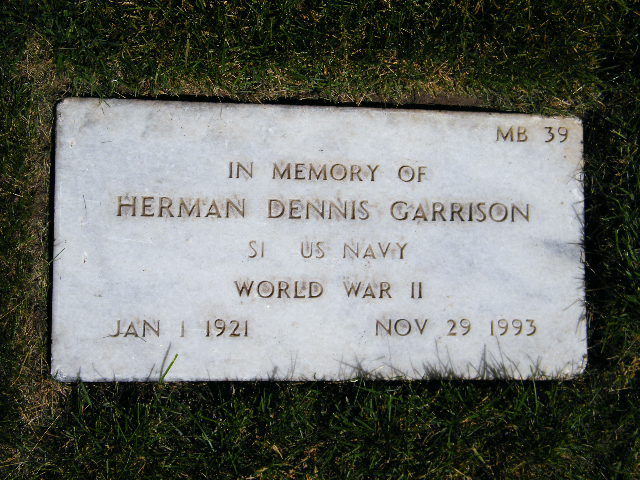 MB 39
IN MEMORY OF
HERMAN DENNIS GARRISON
S1 US NAVY
WORLD WAR II
JAN 1 1921 NOV 29 1993